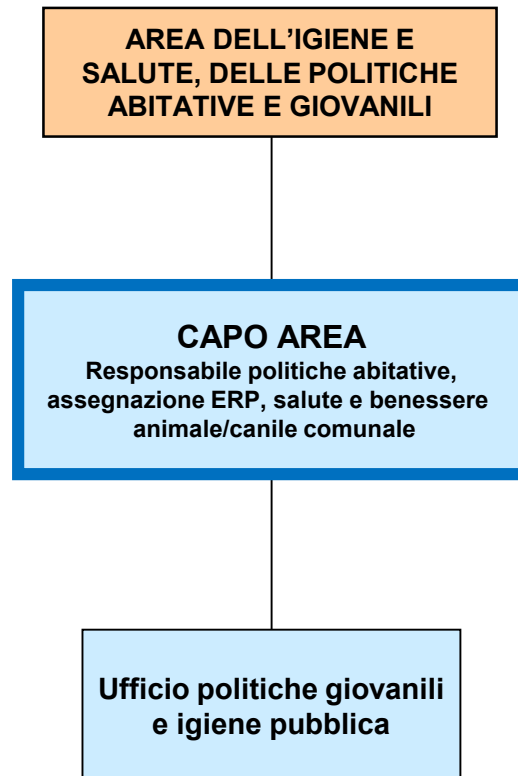 AREA DELL’IGIENE E
SALUTE, DELLE POLITICHE
ABITATIVE E GIOVANILI
CAPO AREA
Responsabile politiche abitative,
assegnazione ERP, salute e benessere
animale/canile comunale
Ufficio politiche giovanili
e igiene pubblica